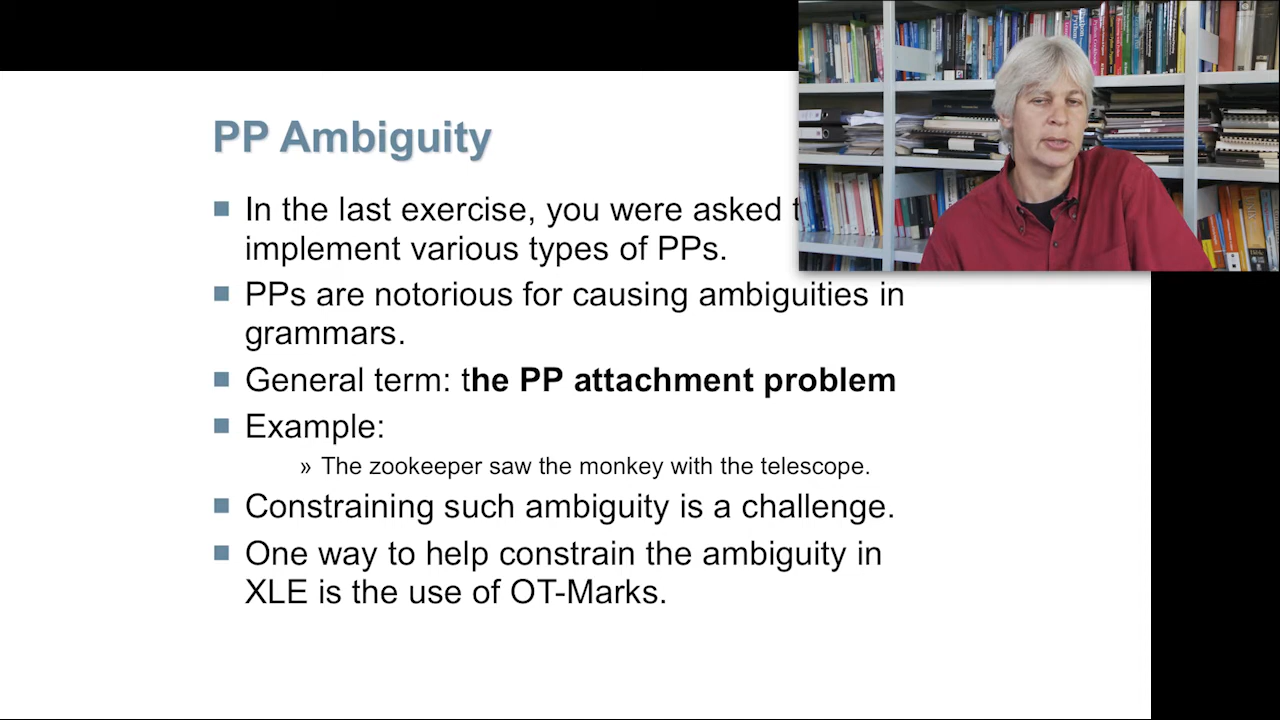 PP Ambiguity
In the last exercise, you were asked
implement various types of PPs.
PPs are notorious for causing ambiguities in
grammars.
General term: the PP attachment problem
Example:
» The zookeeper saw the monkey with the telescope.
Constraining such ambiguity is a challenge.
One way to help constrain the ambiguity in
XLE is the use of OT-Marks.